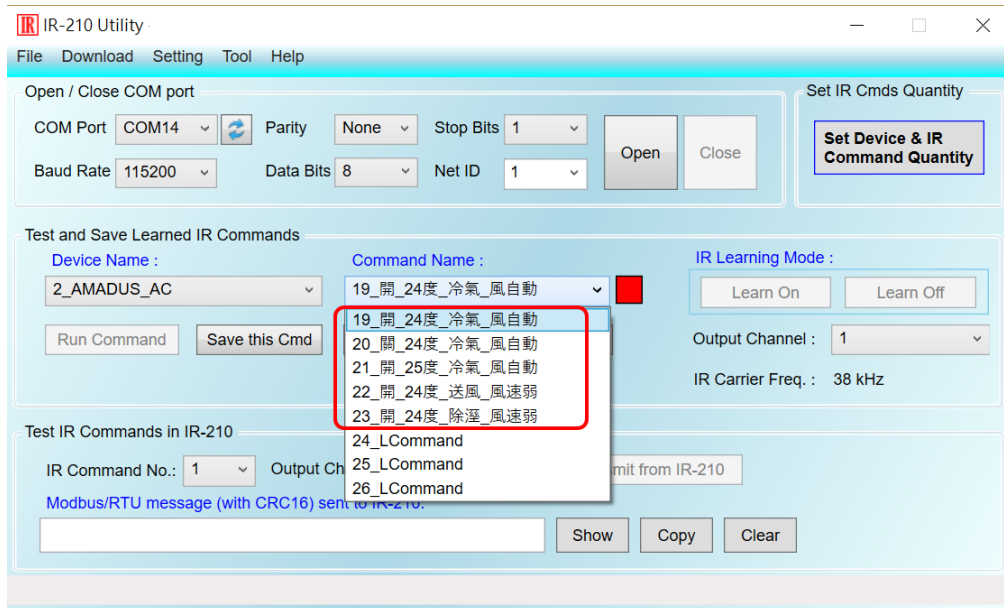 IR IR-210 Utility
File Download Setting Tool Help
Open / Close COM port
Set IR Cmds Quantity
COM Port COM14 Parity None Stop Bits 1
Open
Close
Set Device & IR
Command Quantity
Baud Rate 115200 Data Bits 8 Net ID 1
Test and Save Learned IR Commands
Device Name :
Command Name :
IR Learning Mode :
2_AMADUS_AC
19_開_24度_冷氣_風自動
Learn On
Learn Off
19_開_24度_冷氣_風自動
20_關_24度_冷氣_風自動
21_開_25度_冷氣_風自動
22_開_24度_送風_風速弱
23_開_24度_除溼_風速弱
24_LCommand
25_LCommand
26_LCommand
Run Command
Save this Cmd
Output Channel : 1
IR Carrier Freq. : 38 kHz
Test IR Commands in IR-210
IR Command No.: 1 Output Ch
mit from IR-210
Modbus/RTU message (with CRC16) sent to IR-210:
Show
Copy
Clear